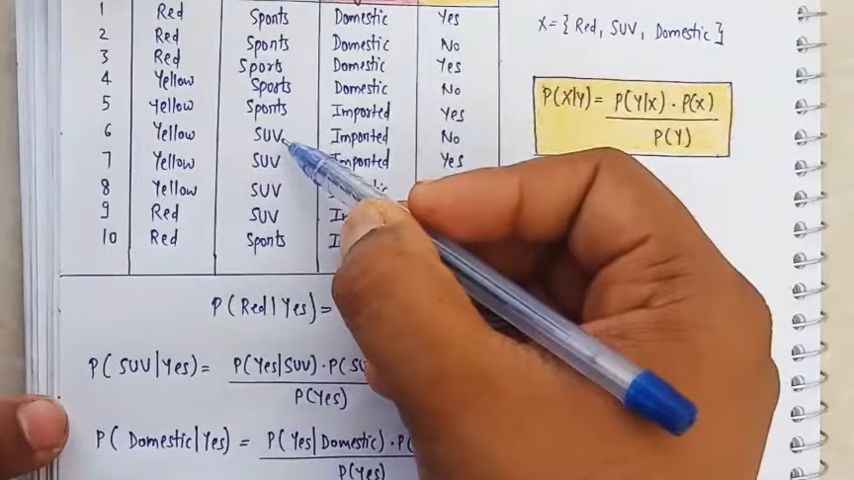 1 Red Sports Domestic Yes
2 Red Sports Domestic No
3 Red Sports Domestic Yes
4 Yellow Sports Domestic No
5 Yellow Sports Imported Yes
6 Yellow SUV Imported No
7 Yellow SUV Imported Yes
8 Yellow SUV
9 Red SUV
10 Red Sports
X = { Red, SUV, Domestic }
P(X|Y) = P(Y|X) . P(X)
P(Y)
P( Red | Yes) =
P( SUV | Yes) = P(Yes|SUV) . P(
P(Yes)
P( Domestic | Yes) = P( Yes | Domestic) . P(
P(Yes)